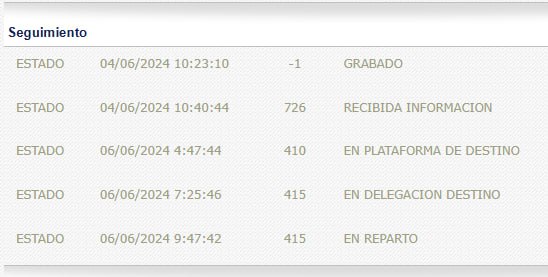 Seguimiento
ESTADO 04/06/2024 10:23:10 -1 GRABADO
ESTADO 04/06/2024 10:40:44 726 RECIBIDA INFORMACION
ESTADO 06/06/2024 4:47:44 410 EN PLATAFORMA DE DESTINO
ESTADO 06/06/2024 7:25:46 415 EN DELEGACION DESTINO
ESTADO 06/06/2024 9:47:42 415 EN REPARTO